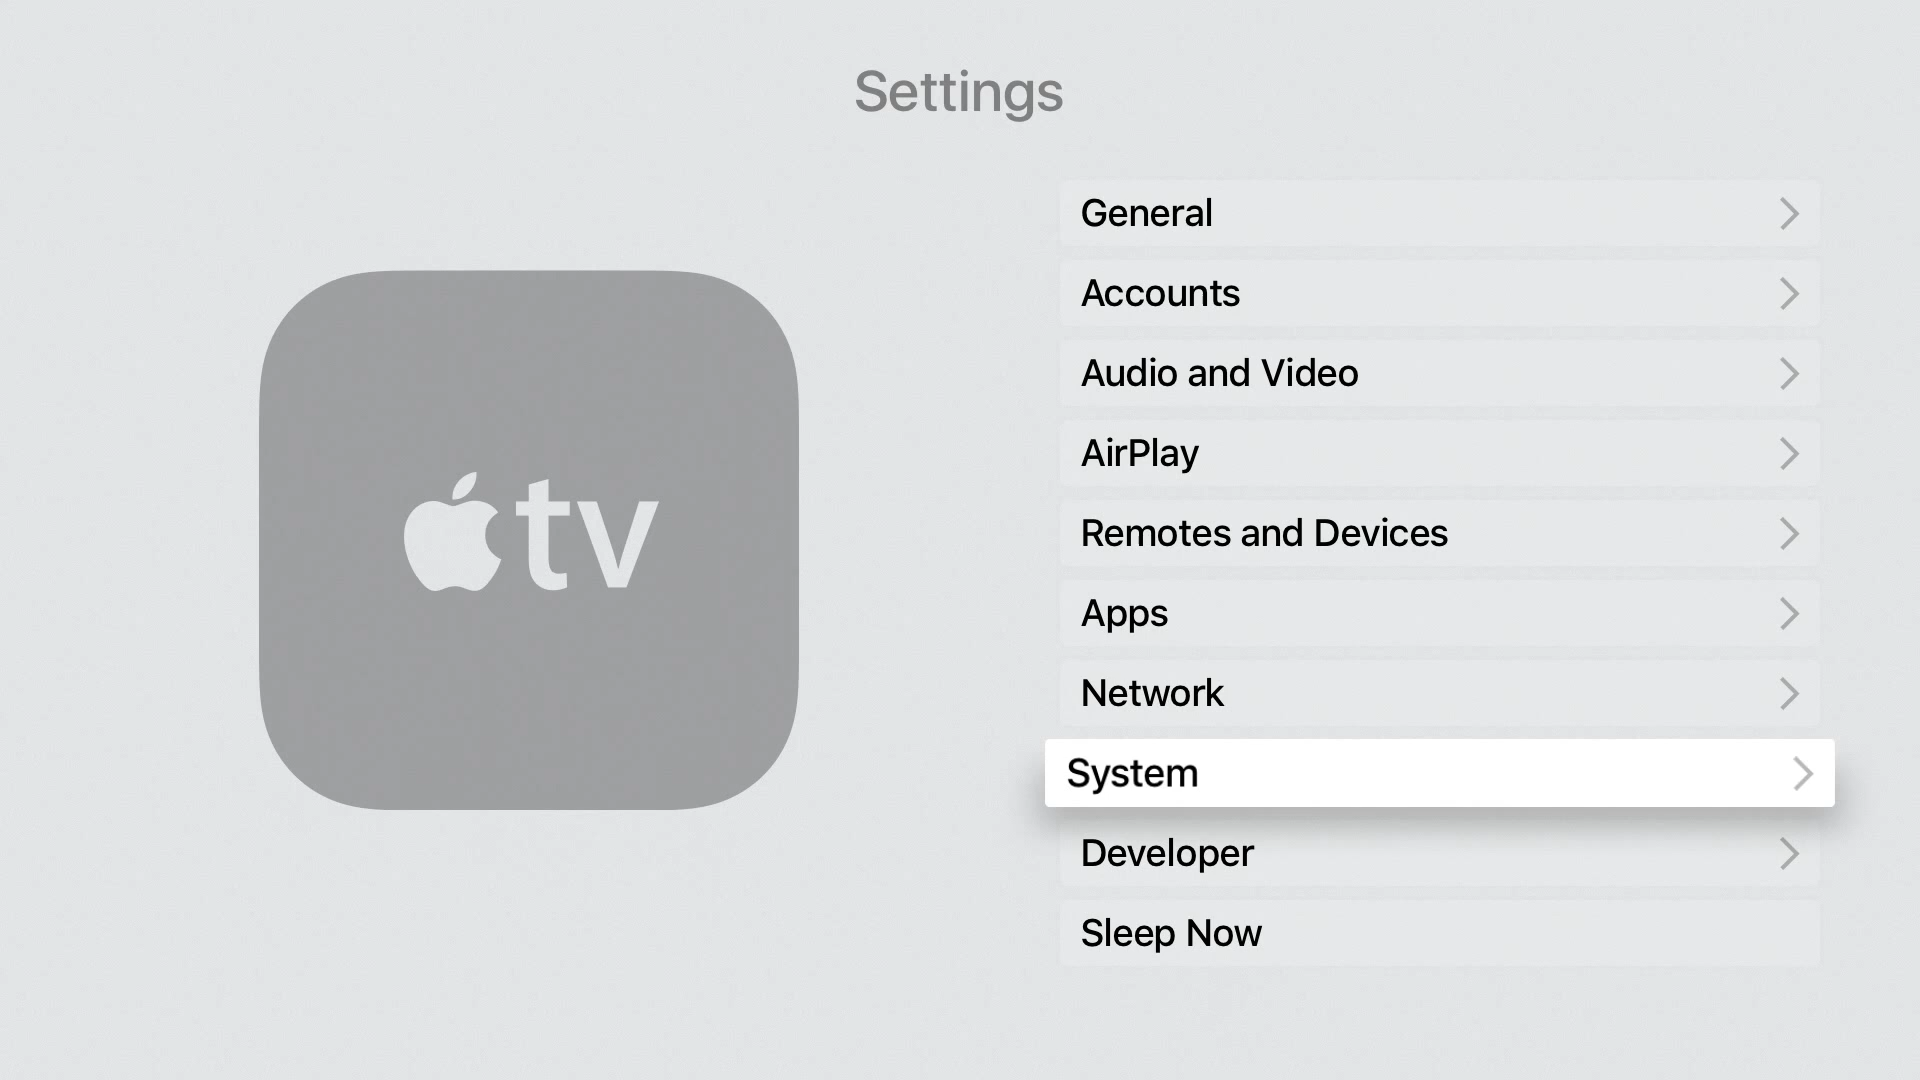 Settings
General
Accounts
Audio and Video
AirPlay
Remotes and Devices
Apps
Network
System
Developer
Sleep Now
tv